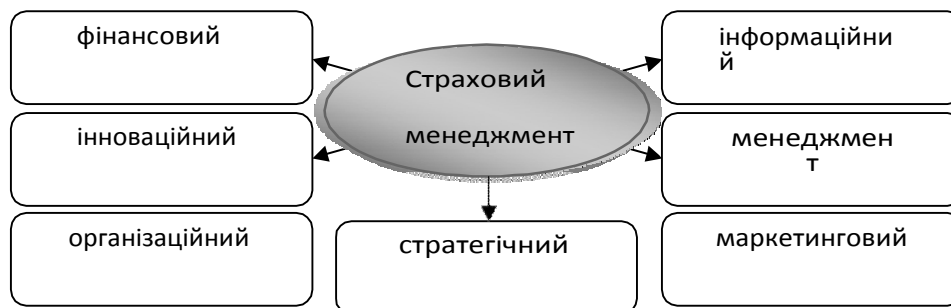 фінансовий
Страховий
менеджмент
інформаційни
й
інноваційний
менеджмен
т
організаційний
стратегічний
маркетинговий